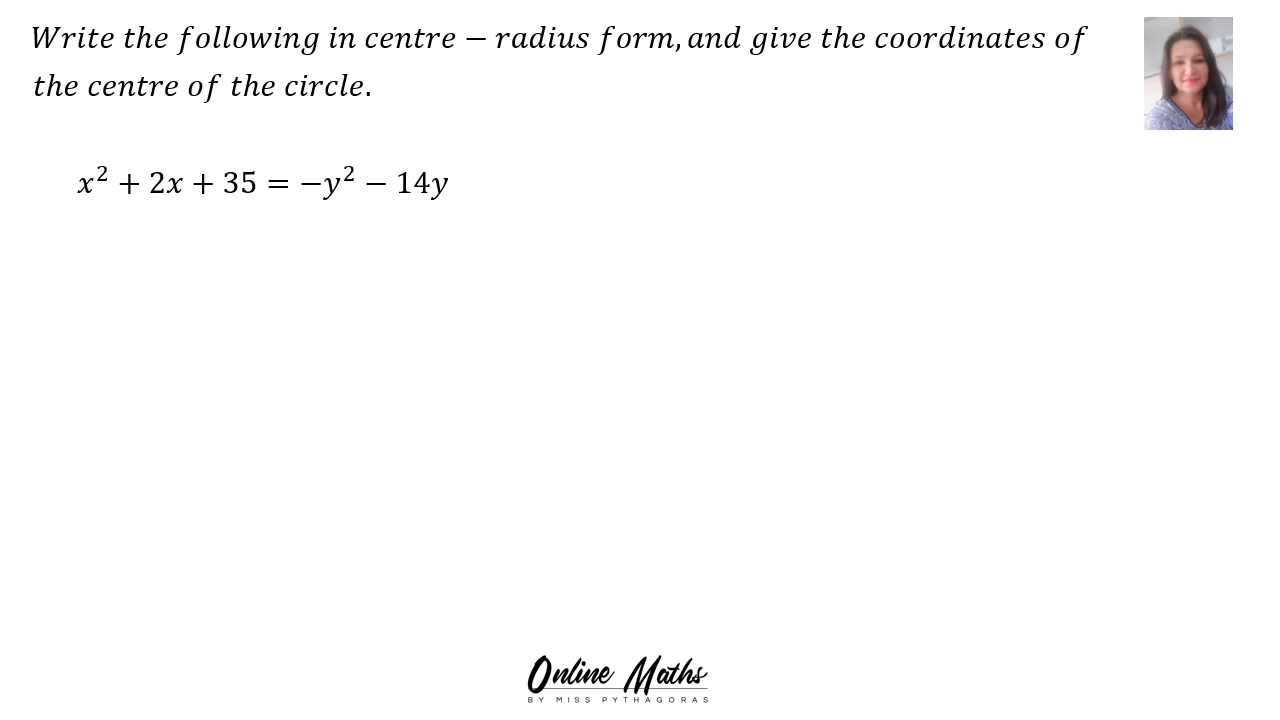 Write the following in centre − radius form, and give the coordinates of
the centre of the circle.
x² + 2x + 35 = −y² − 14y
Online Maths
BY MISS PYTHAGORAS